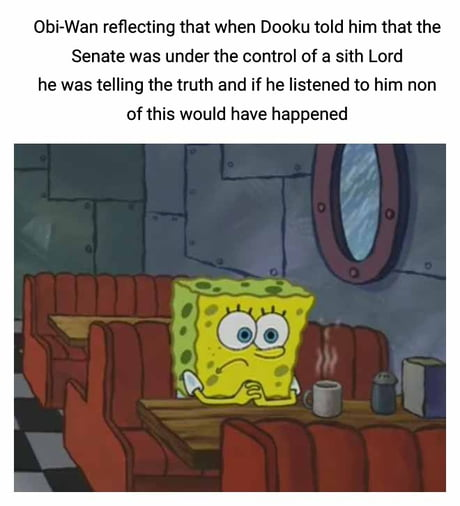 Obi-Wan reflecting that when Dooku told him that the
Senate was under the control of a sith Lord
he was telling the truth and if he listened to him non
of this would have happened